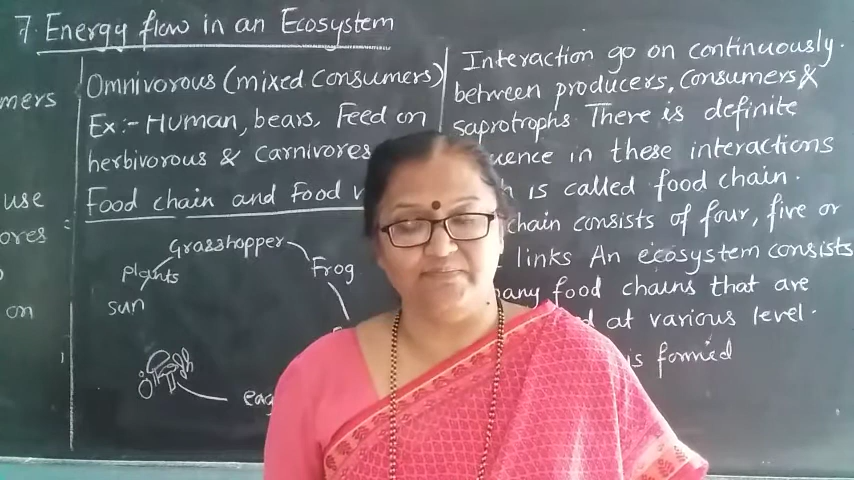 7. Energy flow in an Ecosystem
mers
use
ores
on
Omnivorous (mixed consumers)
Ex:- Human, bears. Feed on
herbivorous & carnivores
Food chain and Food
Grasshopper
plants
Frog
sun
eag
Interaction go on continuously.
between producers, consumers &
saprotrophs. There is definite
uence in these interactions
h is called food chain.
chain consists of four, five or
links An ecosystem consists
many food chains that are
d at various level.
is formed